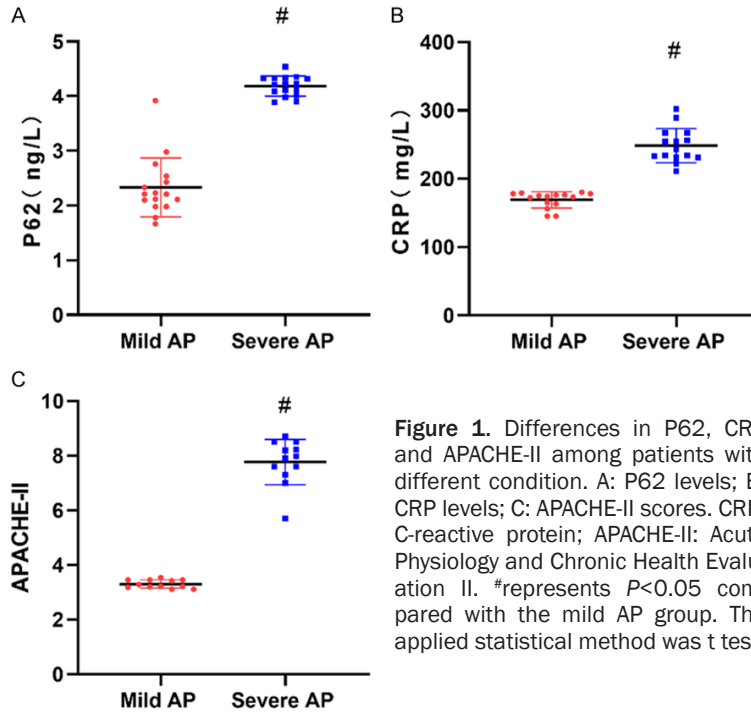 A
#
P62 ( ng/L )
5
4
3
2
1
0
Mild AP Severe AP
B
#
CRP ( mg/L )
400
300
200
100
0
Mild AP Severe AP
C
#
APACHE-II
10
8
6
4
2
0
Mild AP Severe AP
Figure 1. Differences in P62, CR
and APACHE-II among patients wit
different condition. A: P62 levels; B
CRP levels; C: APACHE-II scores. CRP
C-reactive protein; APACHE-II: Acut
Physiology and Chronic Health Evalu
ation II. #represents P<0.05 com
pared with the mild AP group. Th
applied statistical method was t tes